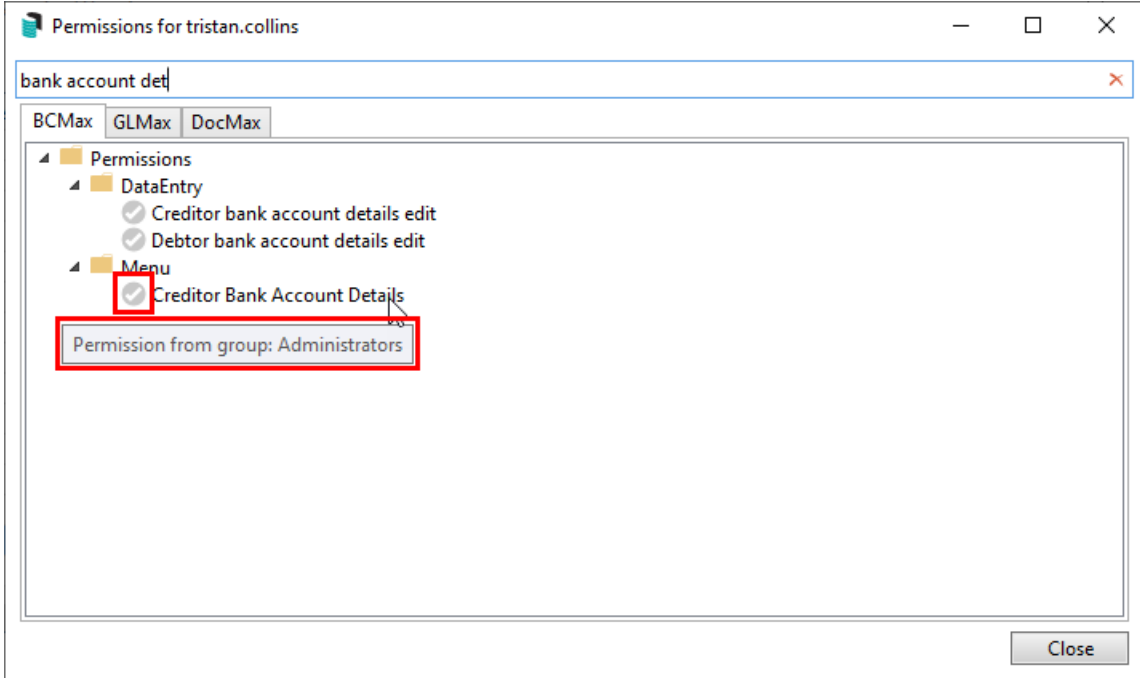 Permissions for tristan.collins
bank account det
BCMax GLMax DocMax
Permissions
DataEntry
Creditor bank account details edit
Debtor bank account details edit
Menu
Creditor Bank Account Details
Permission from group: Administrators
Close